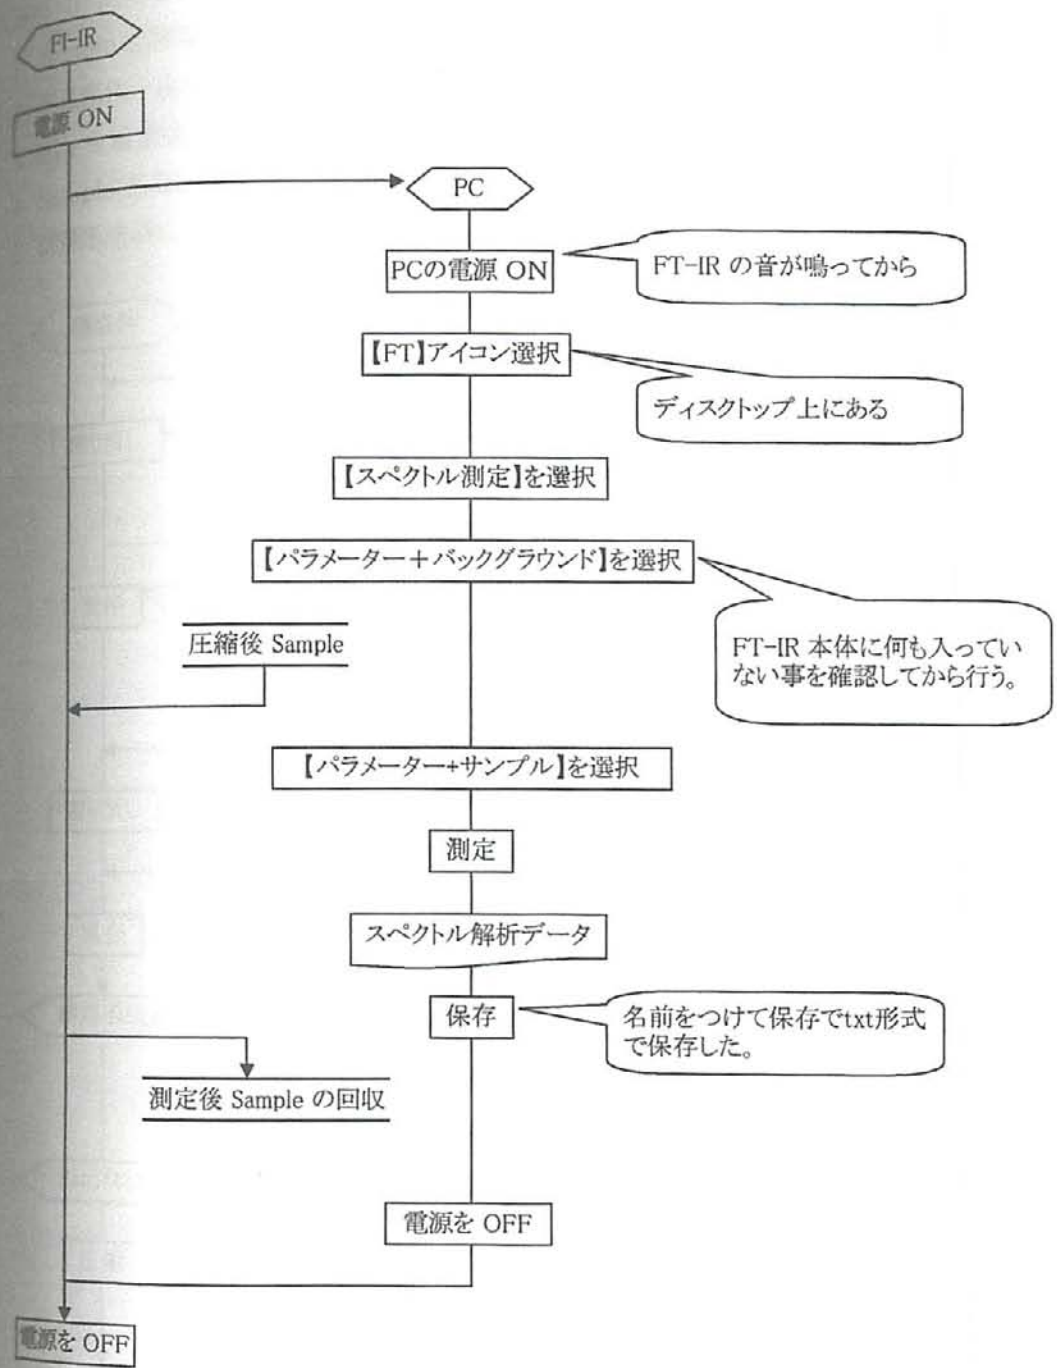 FT-IR
電源 ON
PC
PCの電源 ON
FT-IR の音が鳴ってから
【FT】アイコン選択
ディスクトップ上にある
【スペクトル測定】を選択
【パラメーター＋バックグラウンド】を選択
FT-IR 本体に何も入ってい
ない事を確認してから行う。
圧縮後 Sample
【パラメーター+サンプル】を選択
測定
スペクトル解析データ
保存
名前をつけて保存でtxt形式
で保存した。
測定後 Sample の回収
電源を OFF
電源を OFF